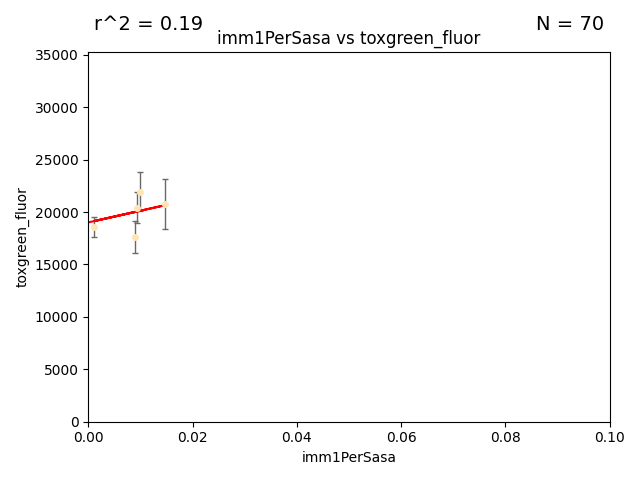 r^2 = 0.19
N = 70
imm1PerSasa vs toxgreen_fluor
35000
30000
25000
20000
15000
10000
5000
0
toxgreen_fluor
0.00 0.02 0.04 0.06 0.08 0.10
imm1PerSasa